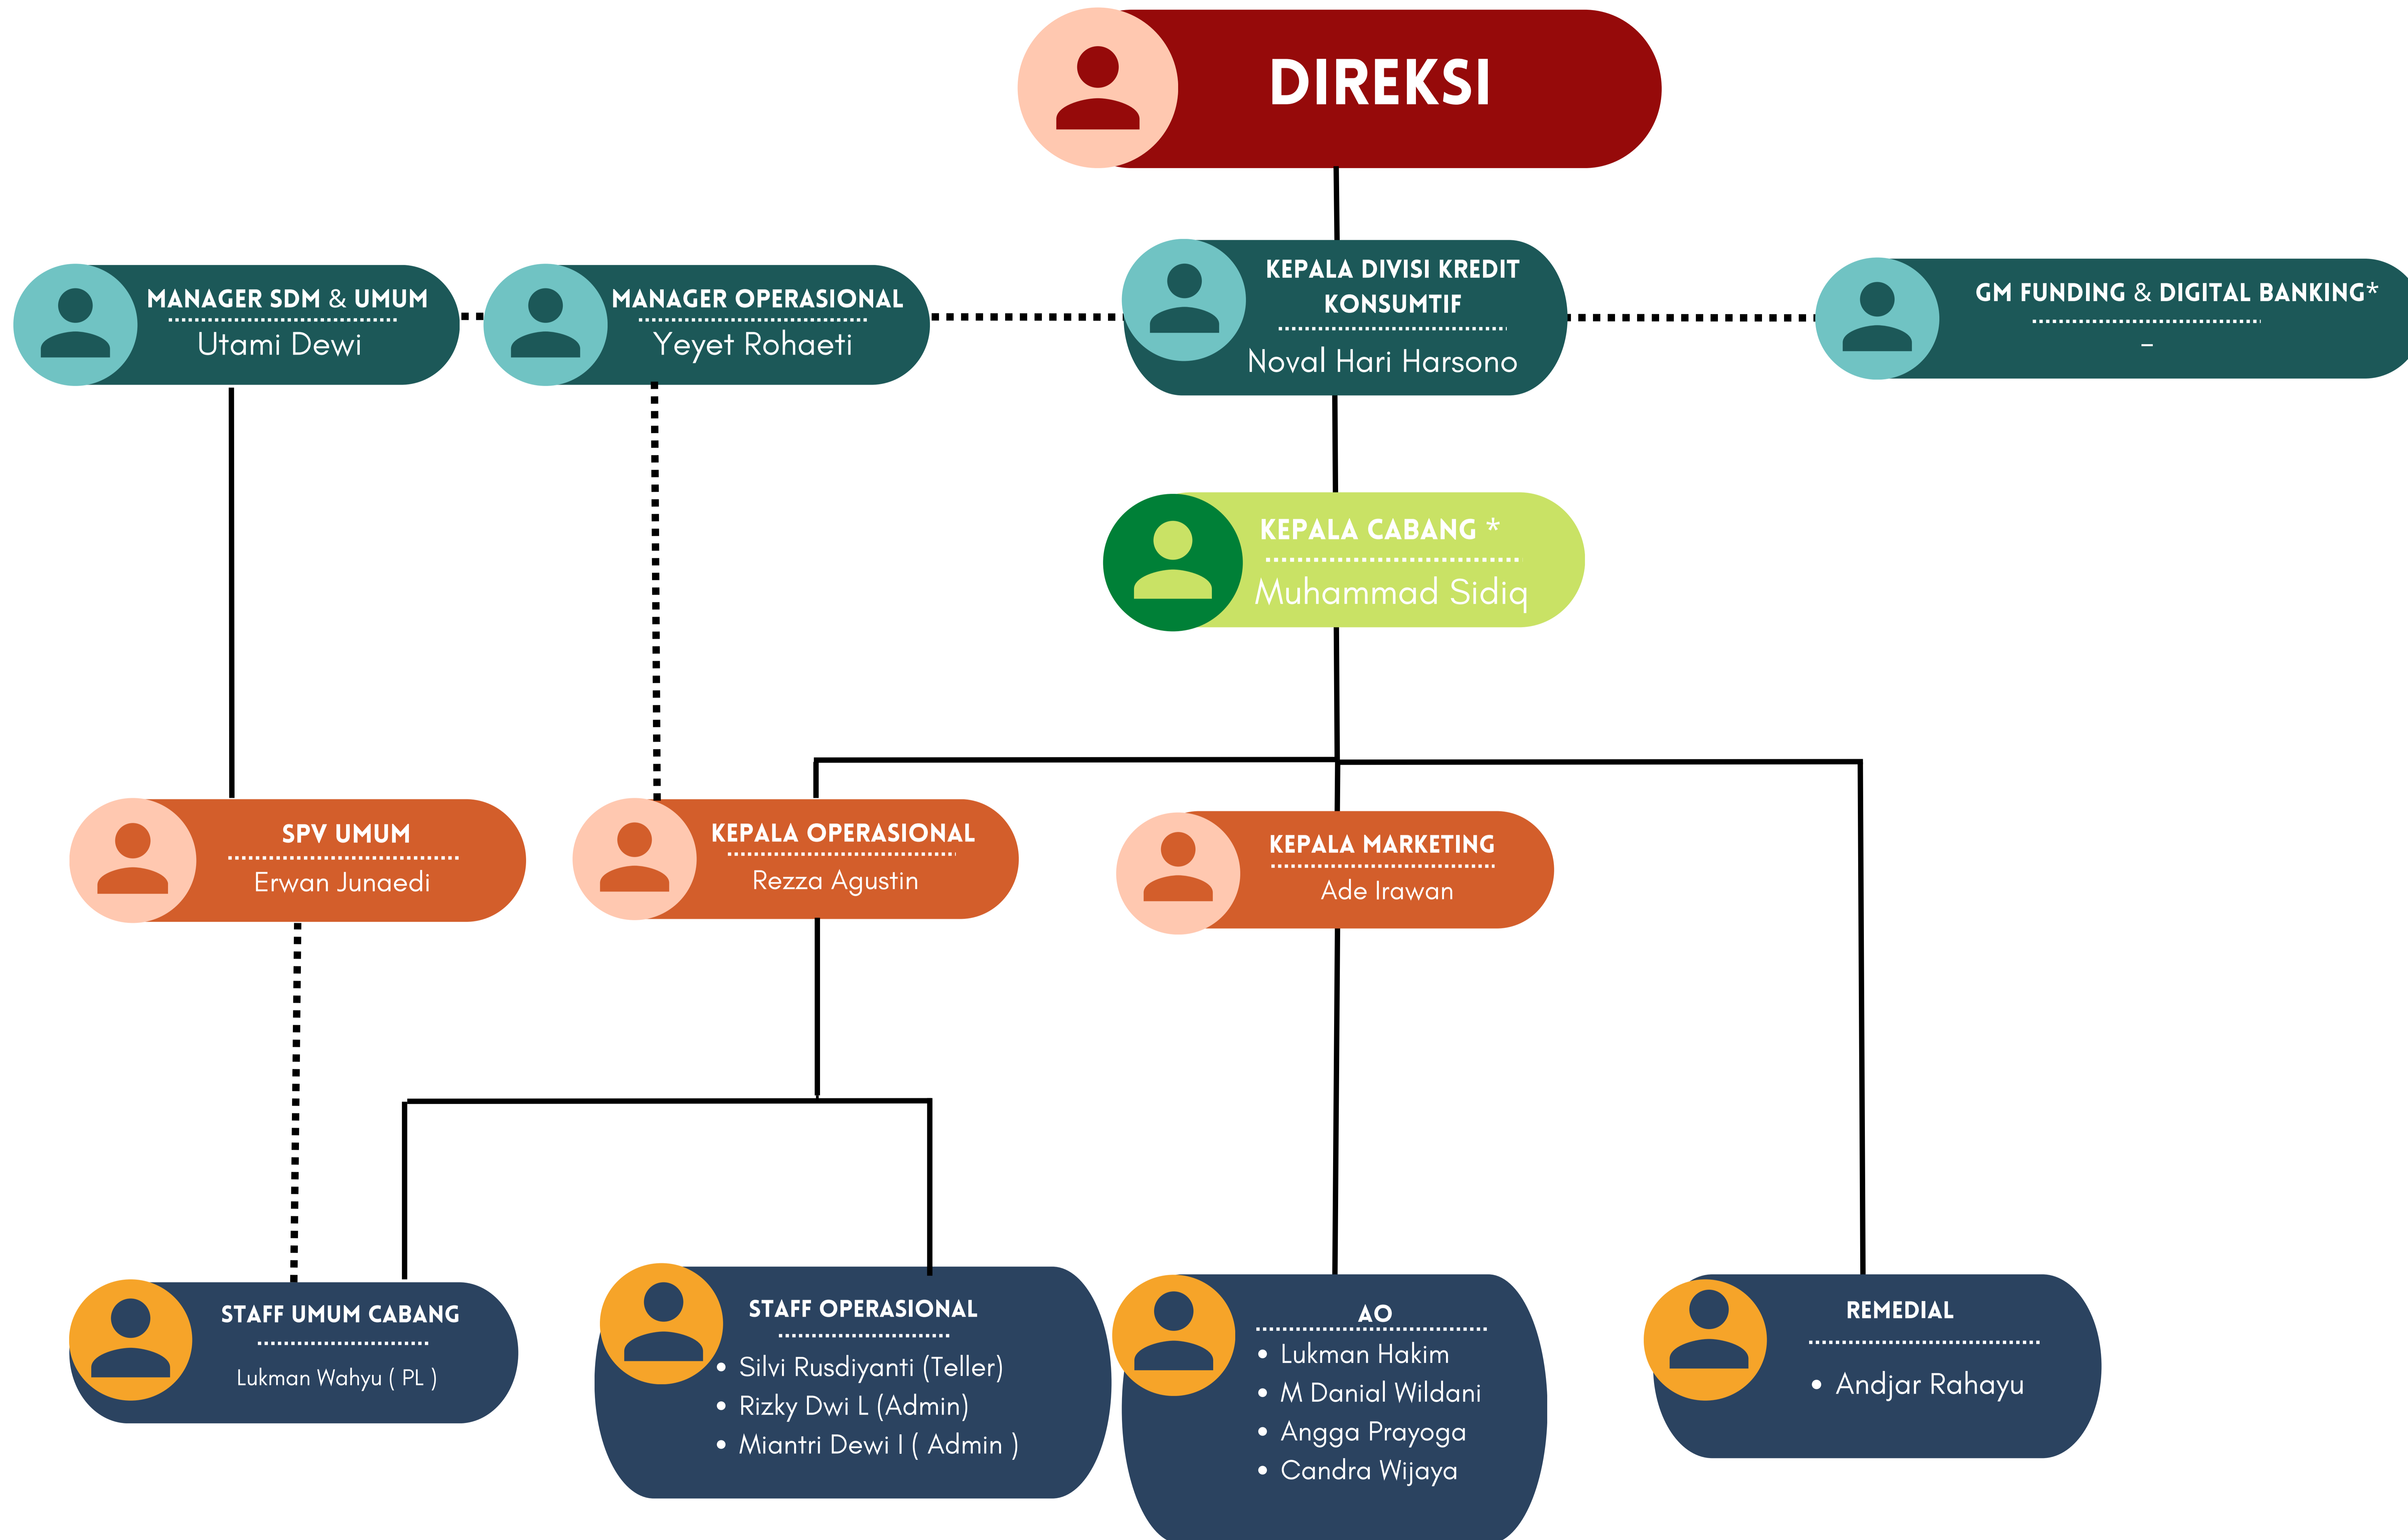 DIREKSI
MANAGER SDM & UMUM
Utami Dewi
MANAGER OPERASIONAL
Yeyet Rohaeti
KEPALA DIVISI KREDIT
KONSUMTIF
Noval Hari Harsono
GM FUNDING & DIGITAL BANKING*
-
KEPALA CABANG *
Muhammad Sidiq
SPV UMUM
Erwan Junaedi
KEPALA OPERASIONAL
Rezza Agustin
KEPALA MARKETING
Ade Irawan
STAFF UMUM CABANG
Lukman Wahyu ( PL )
STAFF OPERASIONAL
• Silvi Rusdiyanti (Teller)
• Rizky Dwi L (Admin)
• Miantri Dewi I ( Admin )
AO
• Lukman Hakim
• M Danial Wildani
• Angga Prayoga
• Candra Wijaya
REMEDIAL
• Andjar Rahayu